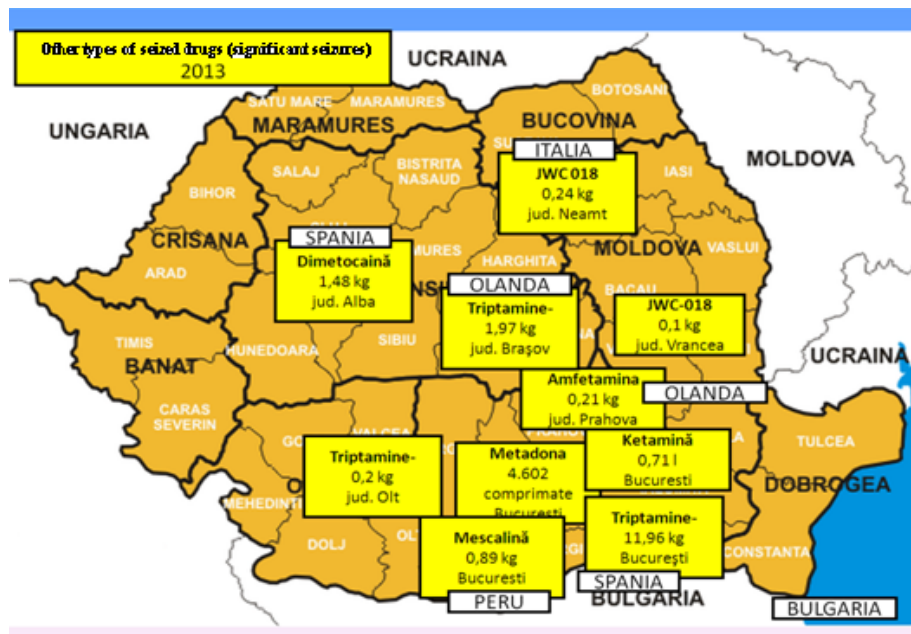 Other types of seized drugs (significant seizures)
2013
UCRAINA
UNGARIA
MOLDOVA
SATU MARE
MARAMURES
MARAMURES
BOTOSANI
BUCOVINA
ITALIA
JWC 018
0,24 kg
jud. Neamt
SALAJ
BISTRITA
NASAUD
IASI
BIHOR
CRISANA
ARAD
SPANIA
Dimetocaină
1,48 kg
jud. Alba
HARGHITA
MOLDOVA
VASLUI
BACAU
OLANDA
Triptamine-
1,97 kg
jud. Braşov
JWC-018
0,1 kg
jud. Vrancea
TIMIS
BANAT
HUNEDOARA
SIBIU
UCRAINA
CARAS
SEVERIN
Amfetamina
0,21 kg
jud. Prahova
OLANDA
VALCEA
Triptamine-
0,2 kg
jud. Olt
Metadona
4.602
comprimate
Bucuresti
Ketamină
0,71 l
Bucuresti
TULCEA
DOBROGEA
MEHEDINTI
DOLJ
Mescalină
0,89 kg
Bucuresti
PERU
Triptamine-
11,96 kg
Bucureşti
SPANIA
CONSTANTA
BULGARIA
BULGARIA